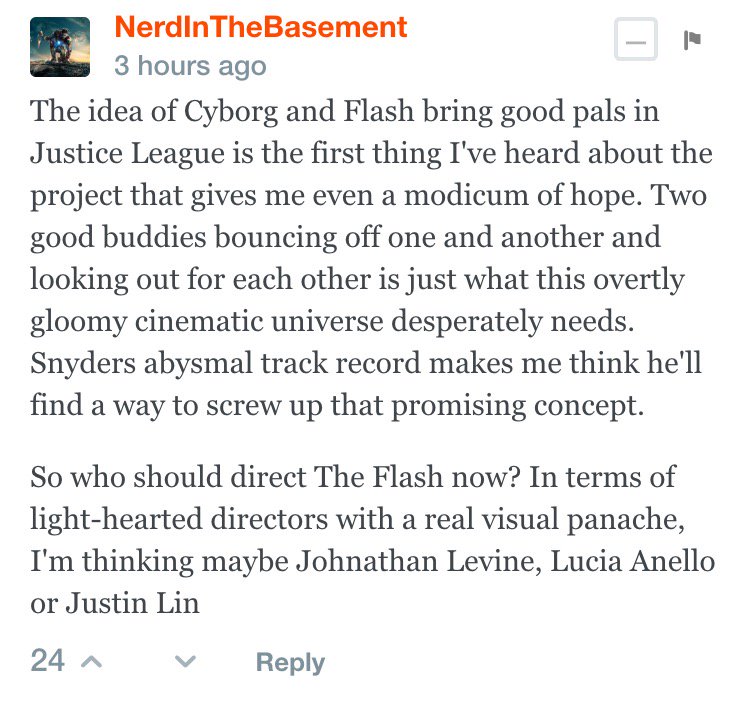 NerdInTheBasement
3 hours ago
The idea of Cyborg and Flash bring good pals in
Justice League is the first thing I've heard about the
project that gives me even a modicum of hope. Two
good buddies bouncing off one and another and
looking out for each other is just what this overtly
gloomy cinematic universe desperately needs.
Snyders abysmal track record makes me think he'll
find a way to screw up that promising concept.
So who should direct The Flash now? In terms of
light-hearted directors with a real visual panache,
I'm thinking maybe Johnathan Levine, Lucia Anello
or Justin Lin
24 Reply